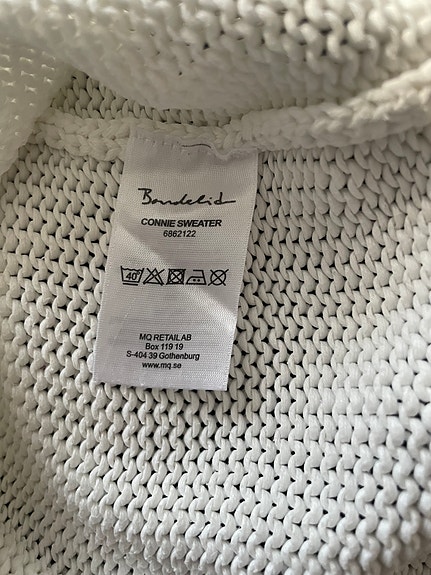 Bondelid
CONNIE SWEATER
6862122
40°
MQ RETAIL AB
Box 119 19
S-404 39 Gothenburg
www.mq.se